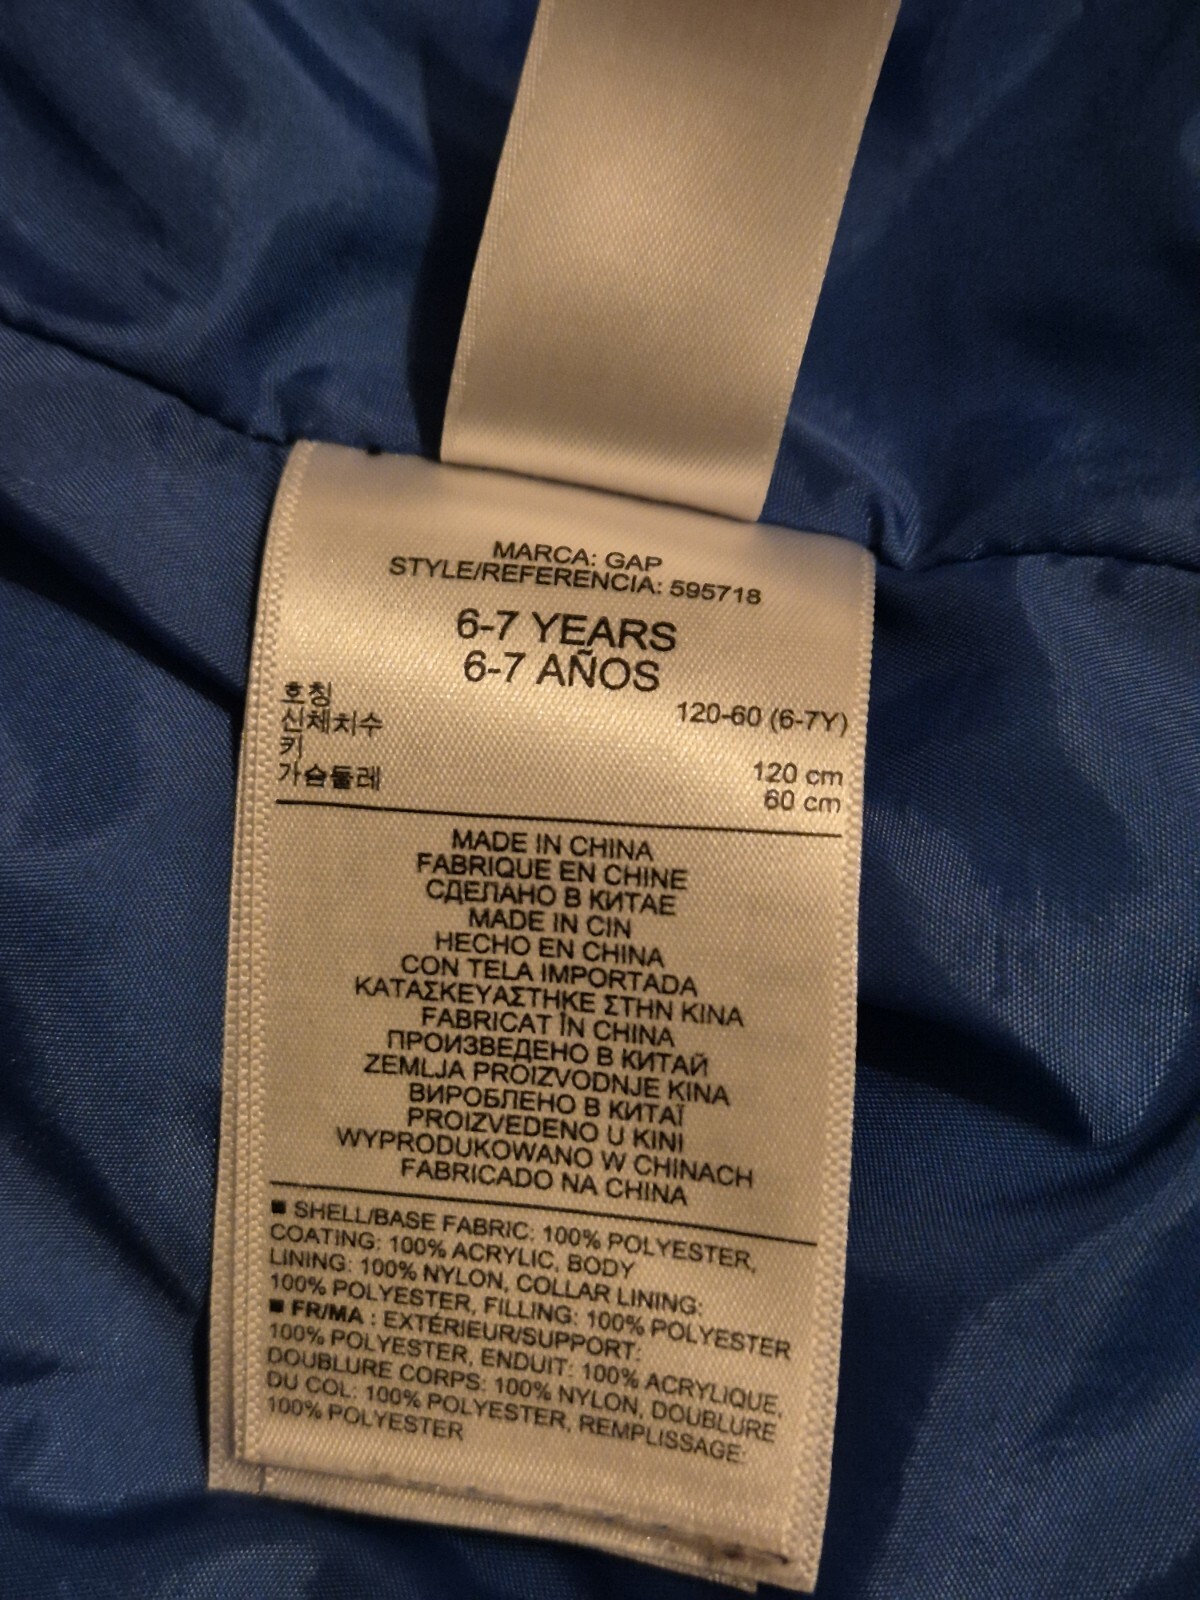 MARCA: GAP
STYLE/REFERENCIA: 595718
6-7 YEARS
6-7 AÑOS
호칭
신체치수 120-60 (6-7Y)
키 120 cm
가슴둘레 60 cm
MADE IN CHINA
FABRIQUE EN CHINE
СДЕЛАНО В КИТАЕ
MADE IN CIN
HECHO EN CHINA
CON TELA IMPORTADA
ΚΑΤΑΣΚΕΥΑΣΤΗΚΕ ΣΤΗΝ ΚΙΝΑ
FABRICAT ÎN CHINA
ПРОИЗВЕДЕНО В КИТАЙ
ZEMLJA PROIZVODNJE KINA
ВИРОБЛЕНО В КИТАЇ
PROIZVEDENO U KINI
WYPRODUKOWANO W CHINACH
FABRICADO NA CHINA
■ SHELL/BASE FABRIC: 100% POLYESTER,
COATING: 100% ACRYLIC, BODY
LINING: 100% NYLON, COLLAR LINING:
100% POLYESTER, FILLING: 100% POLYESTER
■ FR/MA : EXTÉRIEUR/SUPPORT:
100% POLYESTER, ENDUIT: 100% ACRYLIQUE,
DOUBLURE CORPS: 100% NYLON, DOUBLURE
DU COL: 100% POLYESTER, REMPLISSAGE:
100% POLYESTER